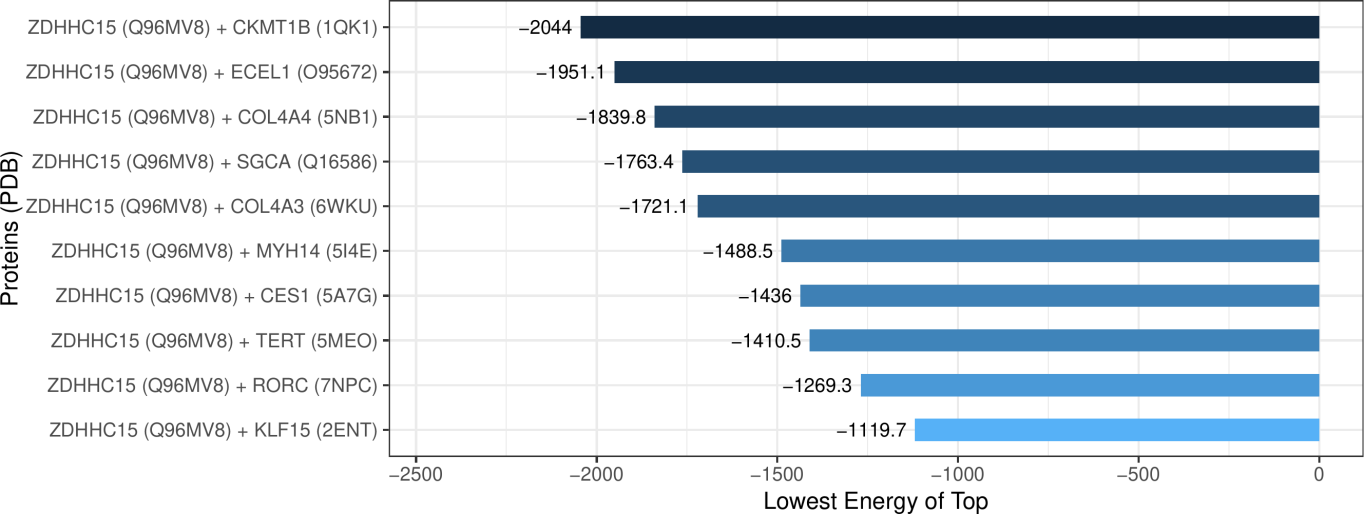 ZDHHC15 (Q96MV8) + CKMT1B (1QK1) −2044
ZDHHC15 (Q96MV8) + ECEL1 (O95672) −1951.1
ZDHHC15 (Q96MV8) + COL4A4 (5NB1) −1839.8
ZDHHC15 (Q96MV8) + SGCA (Q16586) −1763.4
ZDHHC15 (Q96MV8) + COL4A3 (6WKU) −1721.1
ZDHHC15 (Q96MV8) + MYH14 (5I4E) −1488.5
ZDHHC15 (Q96MV8) + CES1 (5A7G) −1436
ZDHHC15 (Q96MV8) + TERT (5MEO) −1410.5
ZDHHC15 (Q96MV8) + RORC (7NPC) −1269.3
ZDHHC15 (Q96MV8) + KLF15 (2ENT) −1119.7
Proteins (PDB)
−2500 −2000 −1500 −1000 −500 0
Lowest Energy of Top